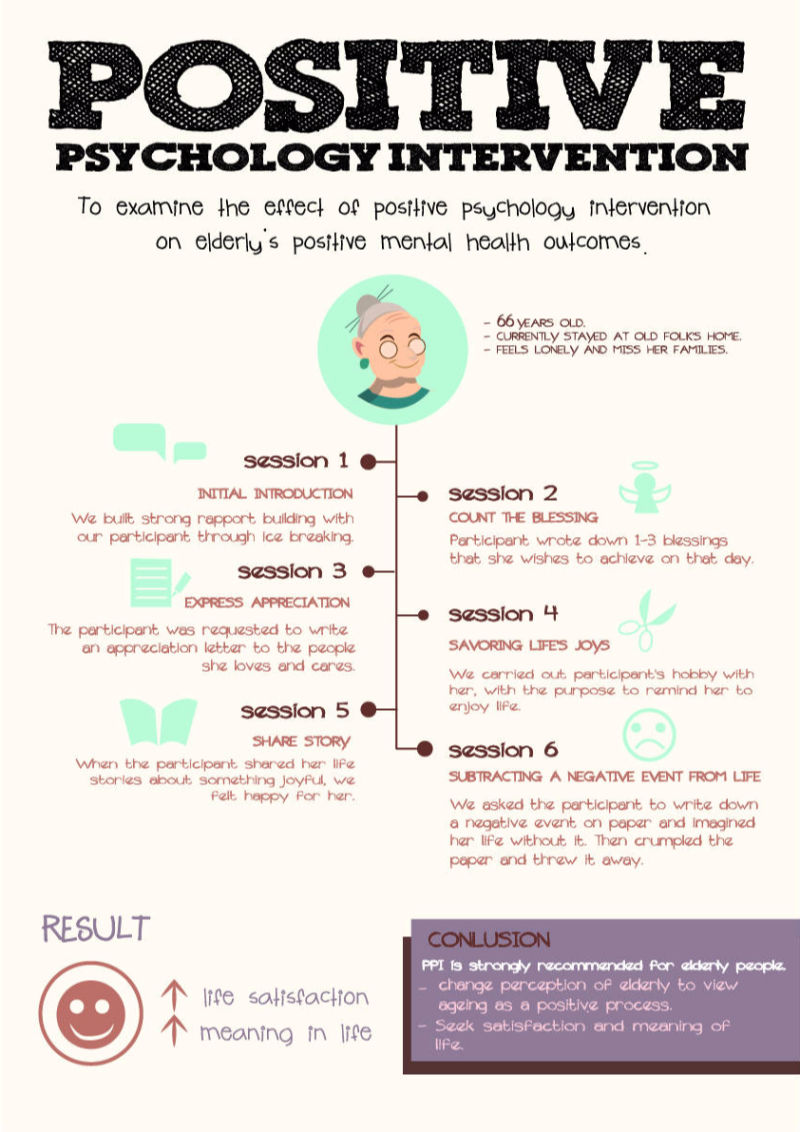 POSITIVE
PSYCHOLOGY INTERVENTION
To examine the effect of positive psychology intervention
on elderly's positive mental health outcomes.
- 66 YEARS OLD.
- CURRENTLY STAYED AT OLD FOLK'S HOME.
- FEELS LONELY AND MISS HER FAMILIES.
session 1
INITIAL INTRODUCTION
We built strong rapport building with
our participant through ice breaking.
session 2
COUNT THE BLESSING
Participant wrote down 1-3 blessings
that she wishes to achieve on that day.
session 3
EXPRESS APPRECIATION
The participant was requested to write
an appreciation letter to the people
she loves and cares.
session 4
SAVORING LIFE'S JOYS
We carried out participant's hobby with
her, with the purpose to remind her to
enjoy life.
session 5
SHARE STORY
When the participant shared her life
stories about something joyful, we
felt happy for her.
session 6
SUBTRACTING A NEGATIVE EVENT FROM LIFE
We asked the participant to write down
a negative event on paper and imagined
her life without it. Then crumpled the
paper and threw it away.
RESULT
↑ life satisfaction
↑ meaning in life
CONLUSION
PPI is strongly recommended for elderly people.
- change perception of elderly to view
ageing as a positive process.
- Seek satisfaction and meaning of
life.